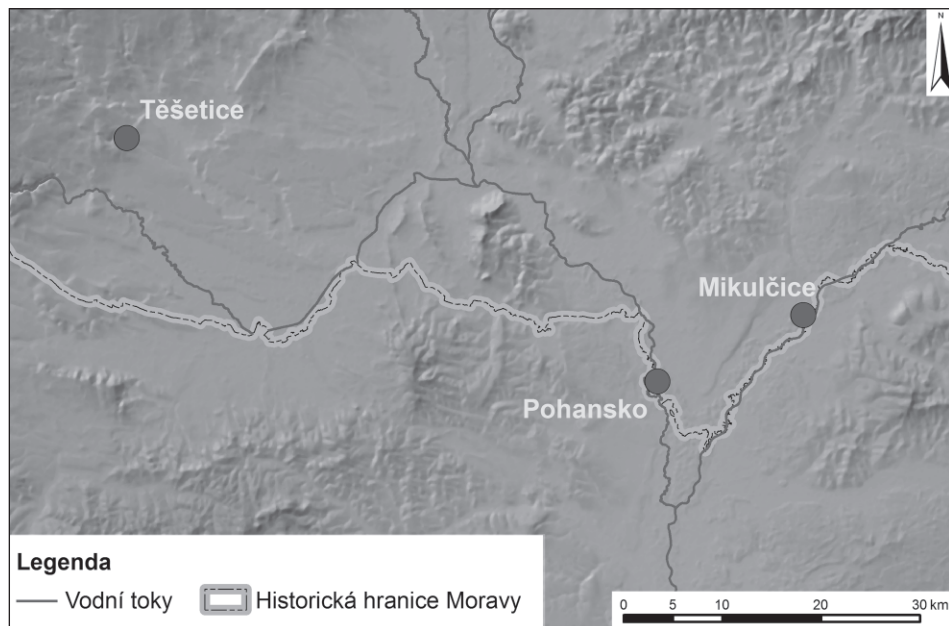 N
Těšetice
Mikulčice
Pohansko
Legenda
Vodní toky
Historická hranice Moravy
0 5 10 20 30 km